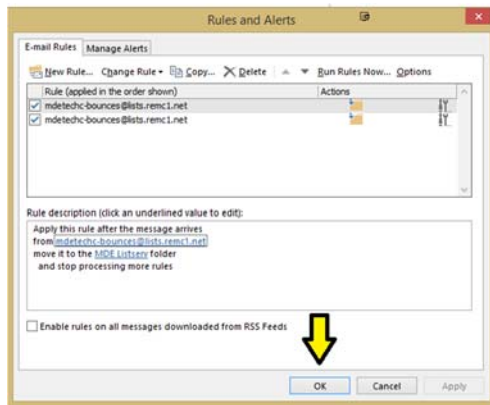 Rules and Alerts
E-mail Rules Manage Alerts
New Rule... Change Rule Copy... Delete Run Rules Now... Options
Rule (applied in the order shown) Actions
mdetechc-bounces@lists.remc1.net
mdetechc-bounces@lists.remc1.net
Rule description (click an underlined value to edit):
Apply this rule after the message arrives
from mdetechc-bounces@lists.remc1.net
move it to the MDE Listserv folder
and stop processing more rules
Enable rules on all messages downloaded from RSS Feeds
OK Cancel Apply